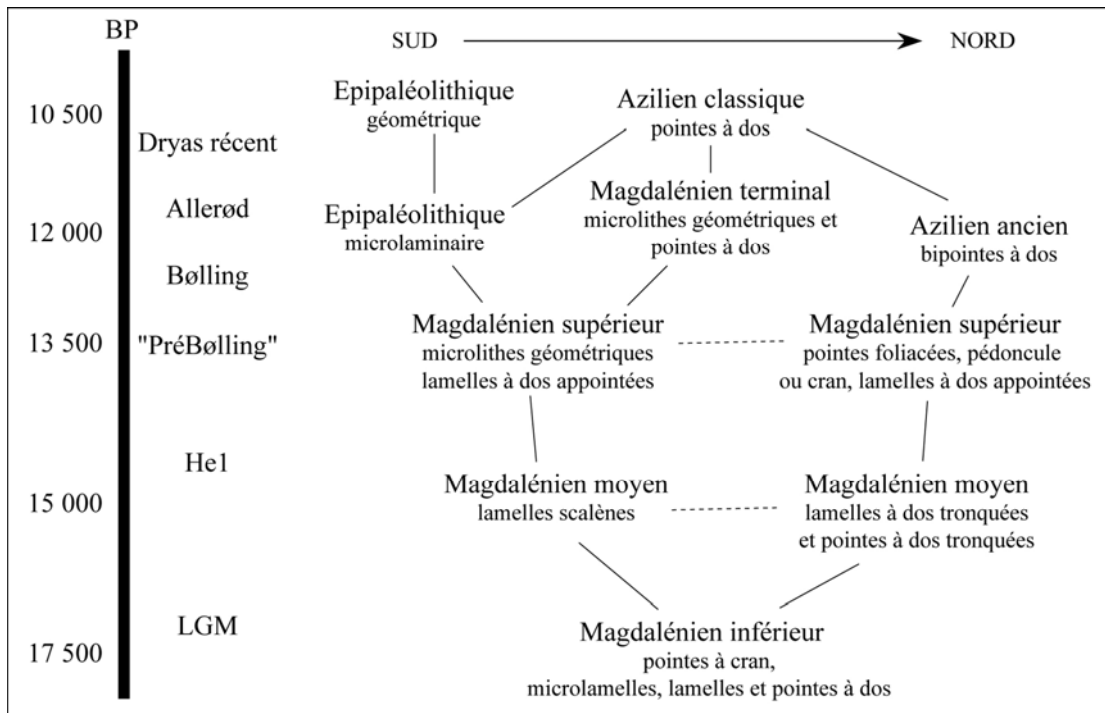 BP
SUD NORD
10 500
Epipaléolithique
géométrique
Azilien classique
pointes à dos
Dryas récent
Allerød
12 000
Epipaléolithique
microlaminaire
Magdalénien terminal
microlithes géométriques et
pointes à dos
Azilien ancien
bipointes à dos
Bølling
13 500
"PréBølling"
Magdalénien supérieur
microlithes géométriques
lamelles à dos appointées
Magdalénien supérieur
pointes foliacées, pédoncule
ou cran, lamelles à dos appointées
He1
15 000
Magdalénien moyen
lamelles scalènes
Magdalénien moyen
lamelles à dos tronquées
et pointes à dos tronquées
LGM
17 500
Magdalénien inférieur
pointes à cran,
microlamelles, lamelles et pointes à dos